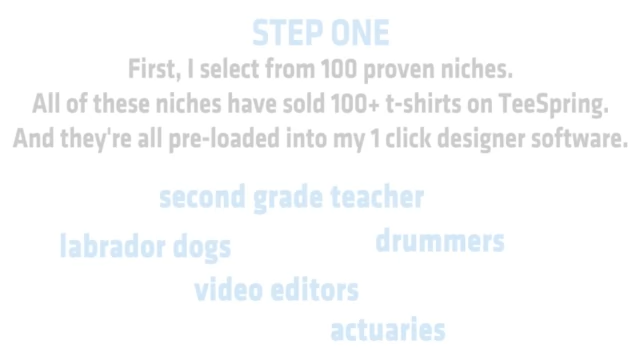 STEP ONE
First, I select from 100 proven niches.
All of these niches have sold 100+ t-shirts on TeeSpring.
And they're all pre-loaded into my 1 click designer software.
second grade teacher
labrador dogs
drummers
video editors
actuaries